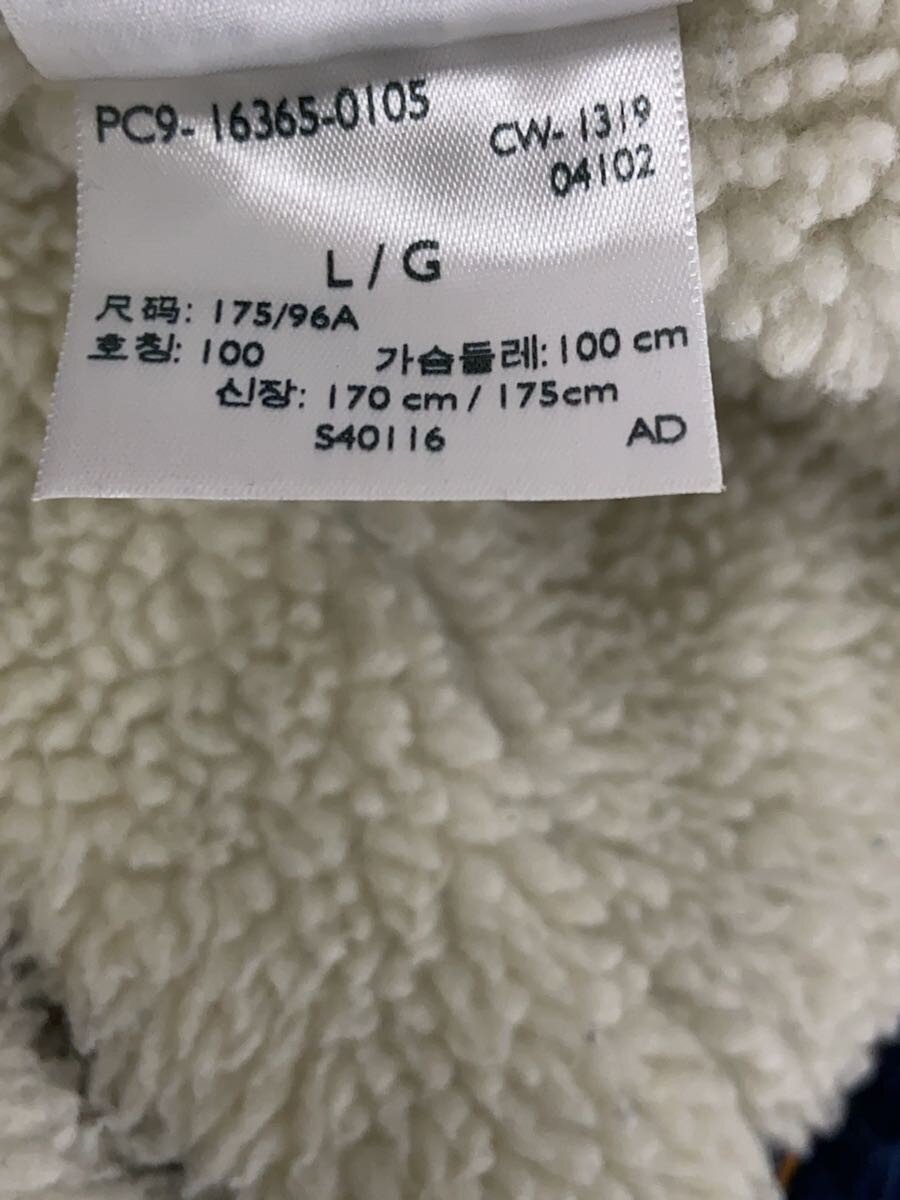 PC9-16365-0105
CW-1319
04102
L/G
尺码: 175/96A
호칭: 100 가슴둘레: 100 cm
신장: 170 cm / 175cm
S40116 AD